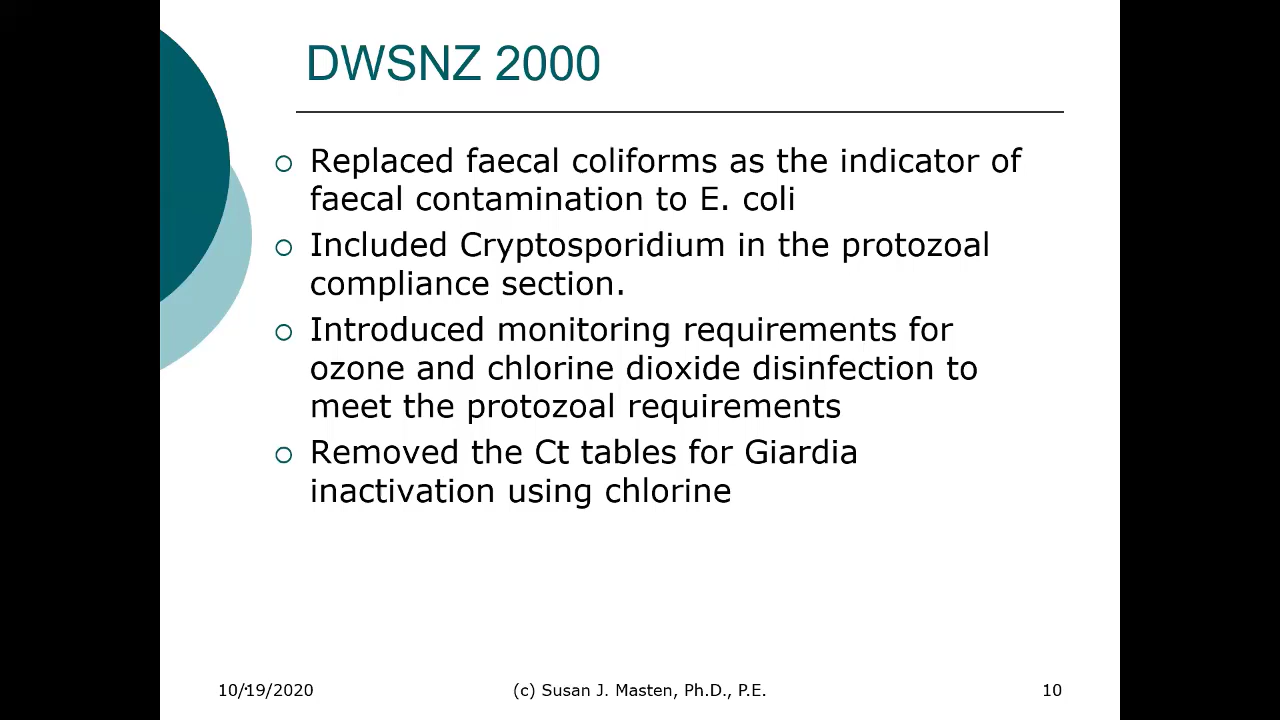 DWSNZ 2000
Replaced faecal coliforms as the indicator of
faecal contamination to E. coli
Included Cryptosporidium in the protozoal
compliance section.
Introduced monitoring requirements for
ozone and chlorine dioxide disinfection to
meet the protozoal requirements
Removed the Ct tables for Giardia
inactivation using chlorine
10/19/2020
(c) Susan J. Masten, Ph.D., P.E.
10